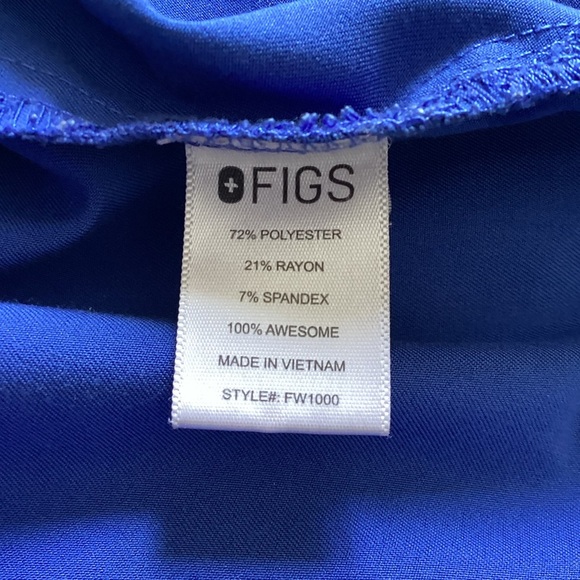 FIGS
72% POLYESTER
21% RAYON
7% SPANDEX
100% AWESOME
MADE IN VIETNAM
STYLE#: FW1000